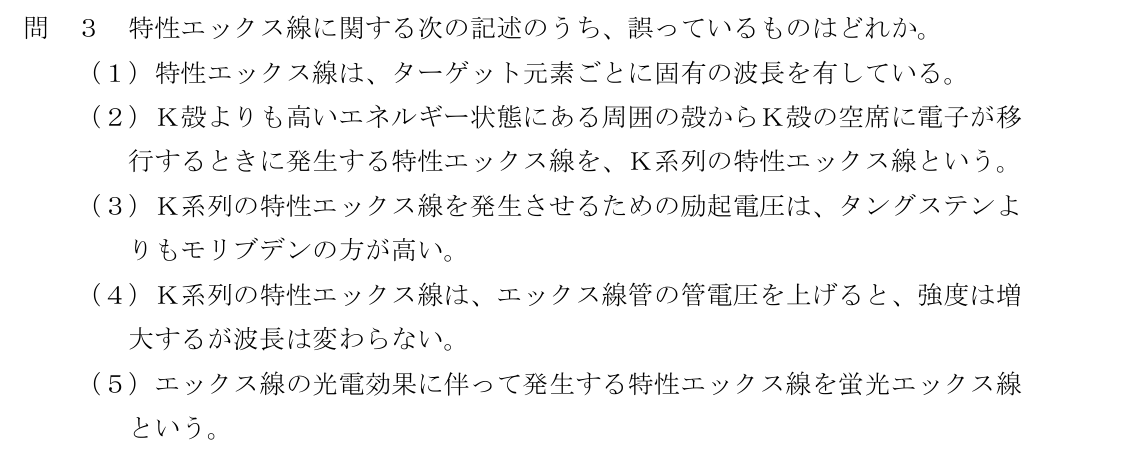 問　３　特性エックス線に関する次の記述のうち、誤っているものはどれか。
（１）特性エックス線は、ターゲット元素ごとに固有の波長を有している。
（２）Ｋ殻よりも高いエネルギー状態にある周囲の殻からＫ殻の空席に電子が移
行するときに発生する特性エックス線を、Ｋ系列の特性エックス線という。
（３）Ｋ系列の特性エックス線を発生させるための励起電圧は、タングステンよ
りもモリブデンの方が高い。
（４）Ｋ系列の特性エックス線は、エックス線管の管電圧を上げると、強度は増
大するが波長は変わらない。
（５）エックス線の光電効果に伴って発生する特性エックス線を蛍光エックス線
という。